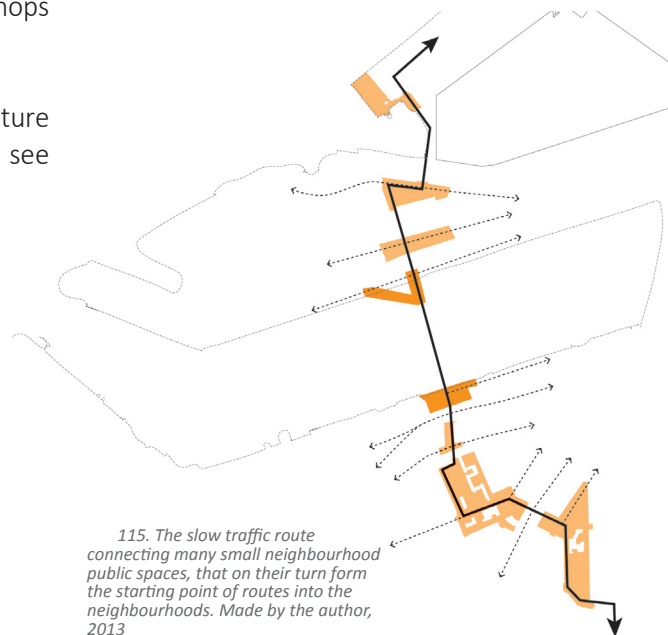 hops
ture
see
115. The slow traffic route
connecting many small neighbourhood
public spaces, that on their turn form
the starting point of routes into the
neighbourhoods. Made by the author,
2013